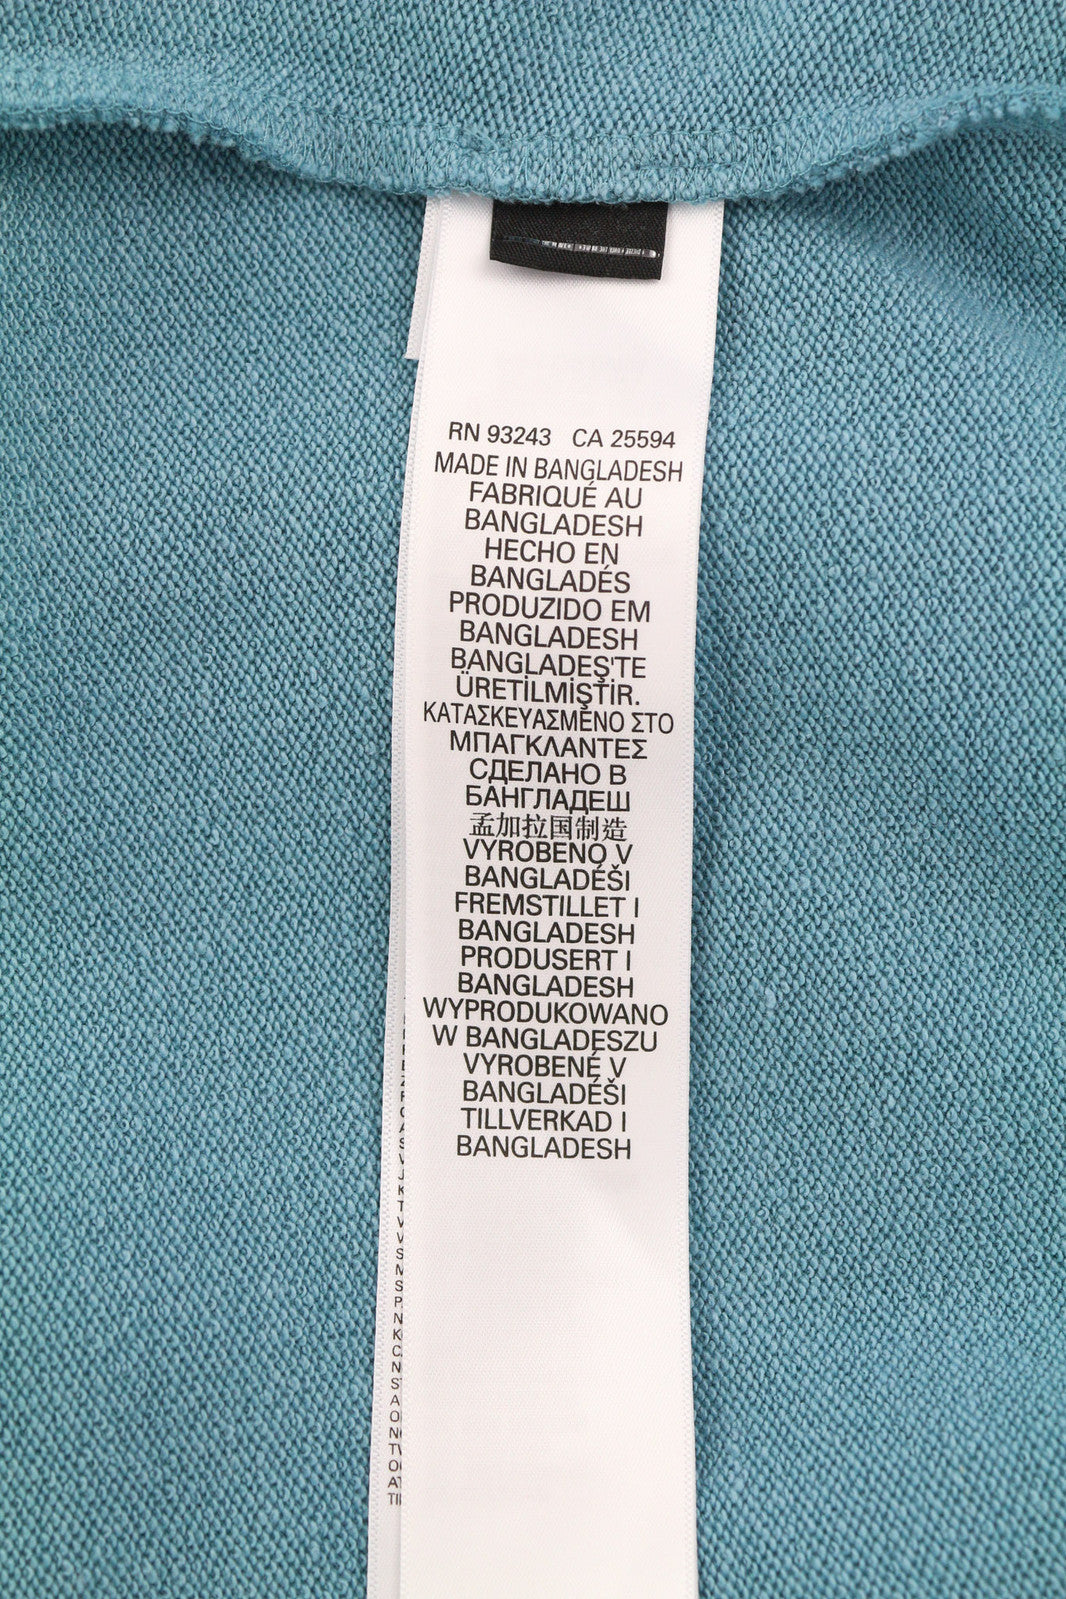 RN 93243 CA 25594
MADE IN BANGLADESH
FABRIQUÉ AU
BANGLADESH
HECHO EN
BANGLADÉS
PRODUZIDO EM
BANGLADESH
BANGLADEŞ'TE
ÜRETİLMİŞTİR.
ΚΑΤΑΣΚΕΥΑΣΜΕΝΟ ΣΤΟ
ΜΠΑΓΚΛΑΝΤΕΣ
СДЕЛАНО В
БАНГЛАДЕШ
孟加拉国制造
VYROBENO V
BANGLADÉŠI
FREMSTILLET I
BANGLADESH
PRODUSERT I
BANGLADESH
WYPRODUKOWANO
W BANGLADESZU
VYROBENÉ V
BANGLADÉŠI
TILLVERKAD I
BANGLADESH